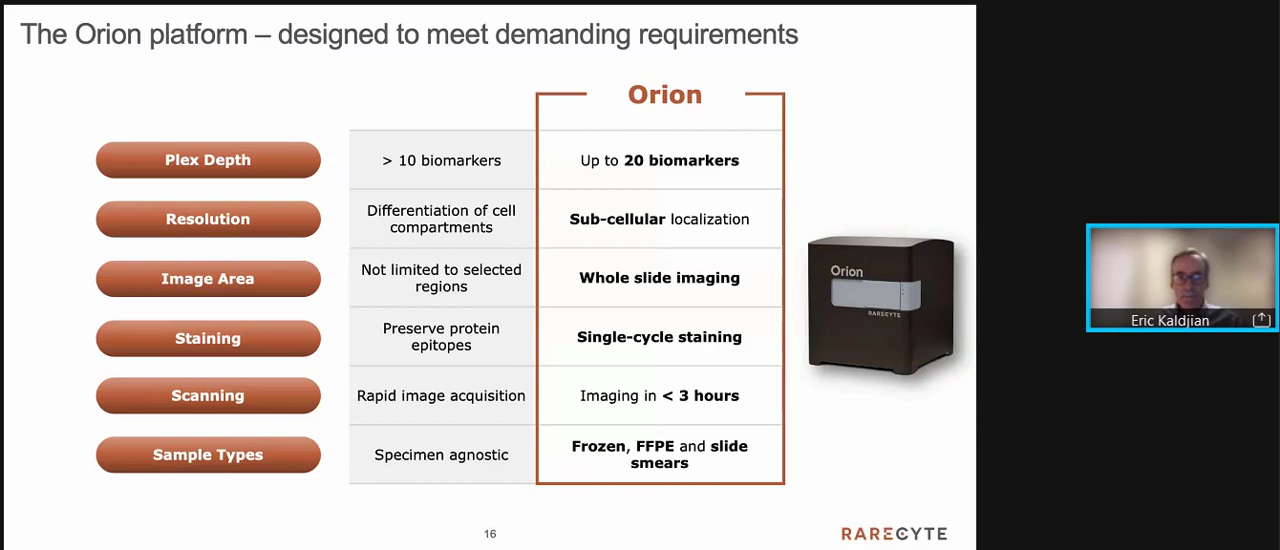 The Orion platform – designed to meet demanding requirements
Orion
Plex Depth
> 10 biomarkers
Up to 20 biomarkers
Resolution
Differentiation of cell
compartments
Sub-cellular localization
Image Area
Not limited to selected
regions
Whole slide imaging
Staining
Preserve protein
epitopes
Single-cycle staining
Scanning
Rapid image acquisition
Imaging in < 3 hours
Sample Types
Specimen agnostic
Frozen, FFPE and slide
smears
Orion
RARECYTE
Eric Kaldjian
16
RARECYTE